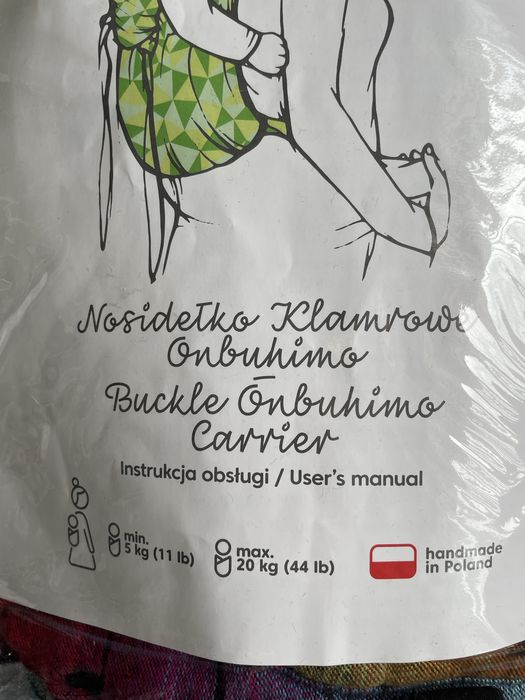 Nosidełko Klamrowe
Onbuhimo
–
Buckle Onbuhimo
Carrier
Instrukcja obsługi / User's manual
min.
5 kg (11 lb)
max.
20 kg (44 lb)
handmade
in Poland